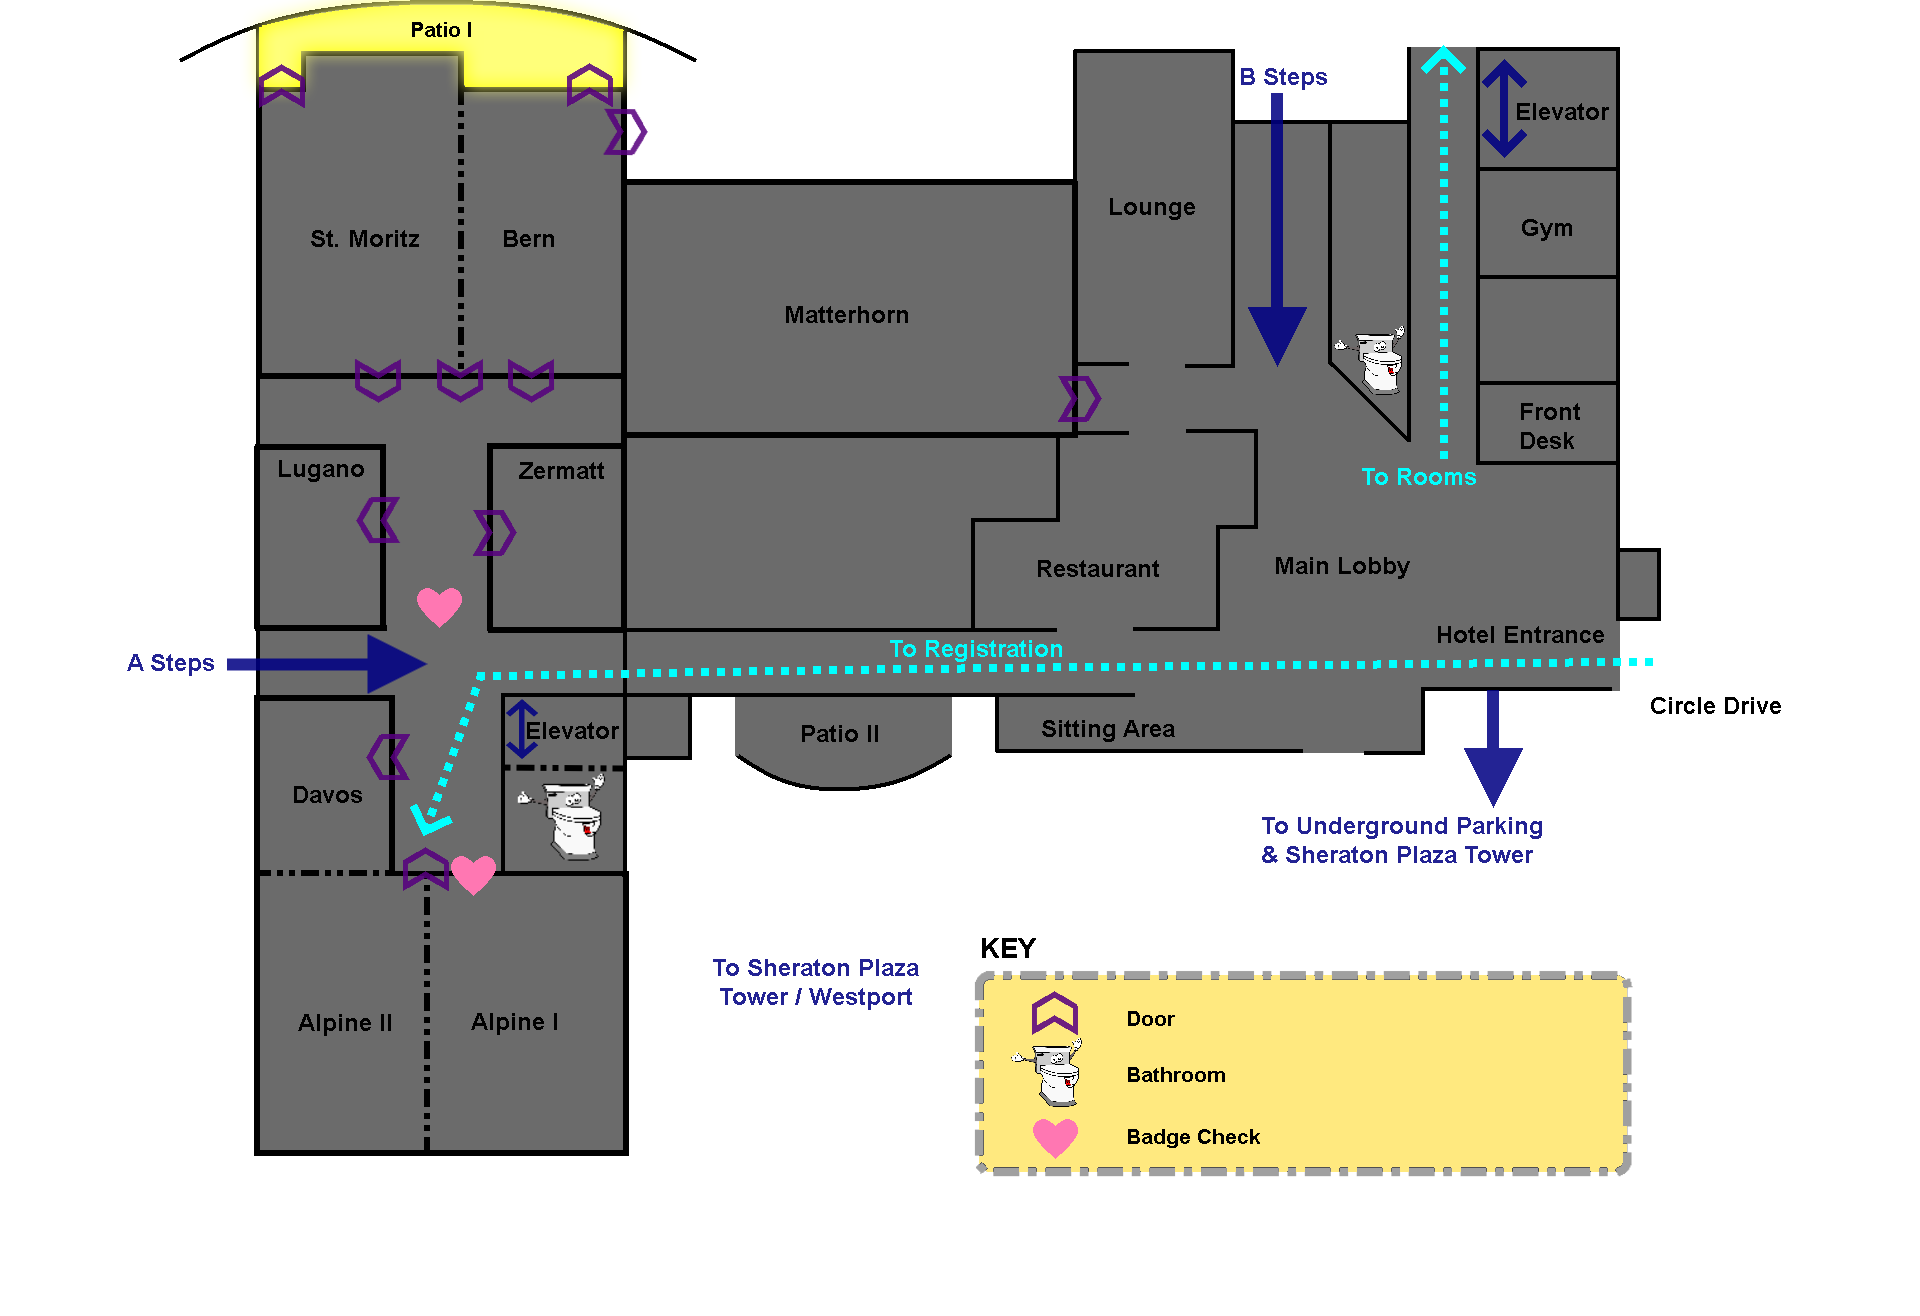 Patio I
B Steps
Elevator
Lounge
Gym
St. Moritz
Bern
Matterhorn
Front
Desk
Lugano
Zermatt
To Rooms
Restaurant
Main Lobby
Hotel Entrance
To Registration
A Steps
Circle Drive
Elevator
Patio II
Sitting Area
Davos
To Underground Parking
& Sheraton Plaza Tower
KEY
To Sheraton Plaza
Tower / Westport
Alpine II
Alpine I
Door
Bathroom
Badge Check